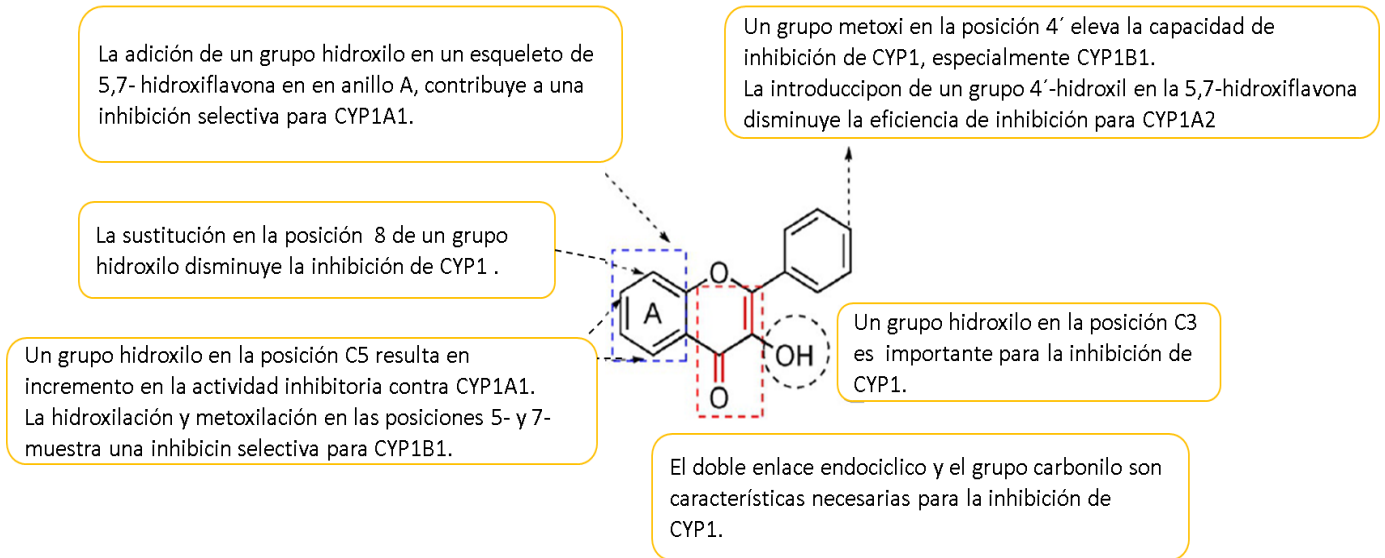 La adición de un grupo hidroxilo en un esqueleto de
5,7- hidroxiflavona en en anillo A, contribuye a una
inhibición selectiva para CYP1A1.
Un grupo metoxi en la posición 4´ eleva la capacidad de
inhibición de CYP1, especialmente CYP1B1.
La introduccipon de un grupo 4´-hidroxil en la 5,7-hidroxiflavona
disminuye la eficiencia de inhibición para CYP1A2
La sustitución en la posición 8 de un grupo
hidroxilo disminuye la inhibición de CYP1 .
O
A
OH
O
Un grupo hidroxilo en la posición C3
es importante para la inhibición de
CYP1.
Un grupo hidroxilo en la posición C5 resulta en
incremento en la actividad inhibitoria contra CYP1A1.
La hidroxilación y metoxilación en las posiciones 5- y 7-
muestra una inhibicin selectiva para CYP1B1.
El doble enlace endociclico y el grupo carbonilo son
características necesarias para la inhibición de
CYP1.